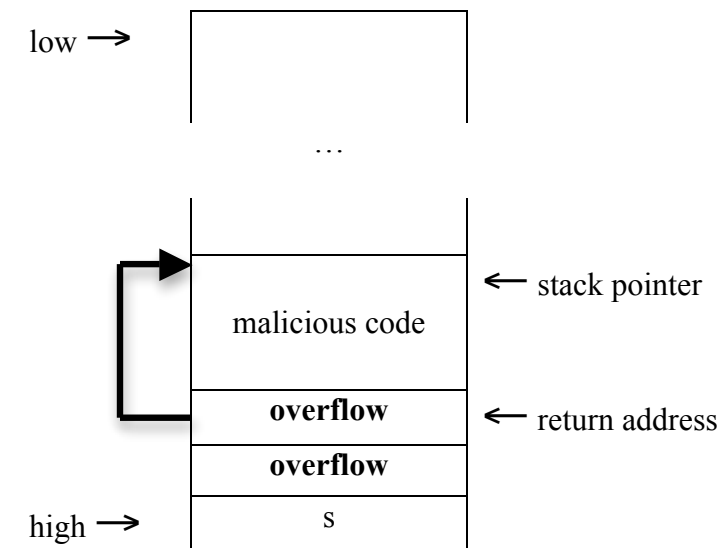 low →
…
← stack pointer
malicious code
overflow
← return address
overflow
high →
s